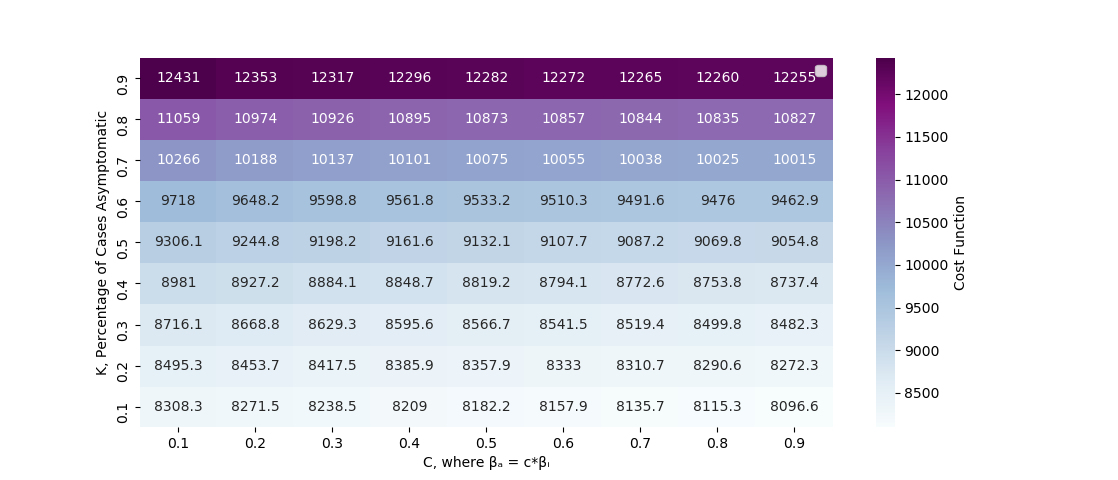 K, Percentage of Cases Asymptomatic
0.9 12431 12353 12317 12296 12282 12272 12265 12260 12255
0.8 11059 10974 10926 10895 10873 10857 10844 10835 10827
0.7 10266 10188 10137 10101 10075 10055 10038 10025 10015
0.6 9718 9648.2 9598.8 9561.8 9533.2 9510.3 9491.6 9476 9462.9
0.5 9306.1 9244.8 9198.2 9161.6 9132.1 9107.7 9087.2 9069.8 9054.8
0.4 8981 8927.2 8884.1 8848.7 8819.2 8794.1 8772.6 8753.8 8737.4
0.3 8716.1 8668.8 8629.3 8595.6 8566.7 8541.5 8519.4 8499.8 8482.3
0.2 8495.3 8453.7 8417.5 8385.9 8357.9 8333 8310.7 8290.6 8272.3
0.1 8308.3 8271.5 8238.5 8209 8182.2 8157.9 8135.7 8115.3 8096.6
0.1 0.2 0.3 0.4 0.5 0.6 0.7 0.8 0.9
C, where βₐ = c*βᵢ
12000
11500
11000
10500
10000
9500
9000
8500
Cost Function